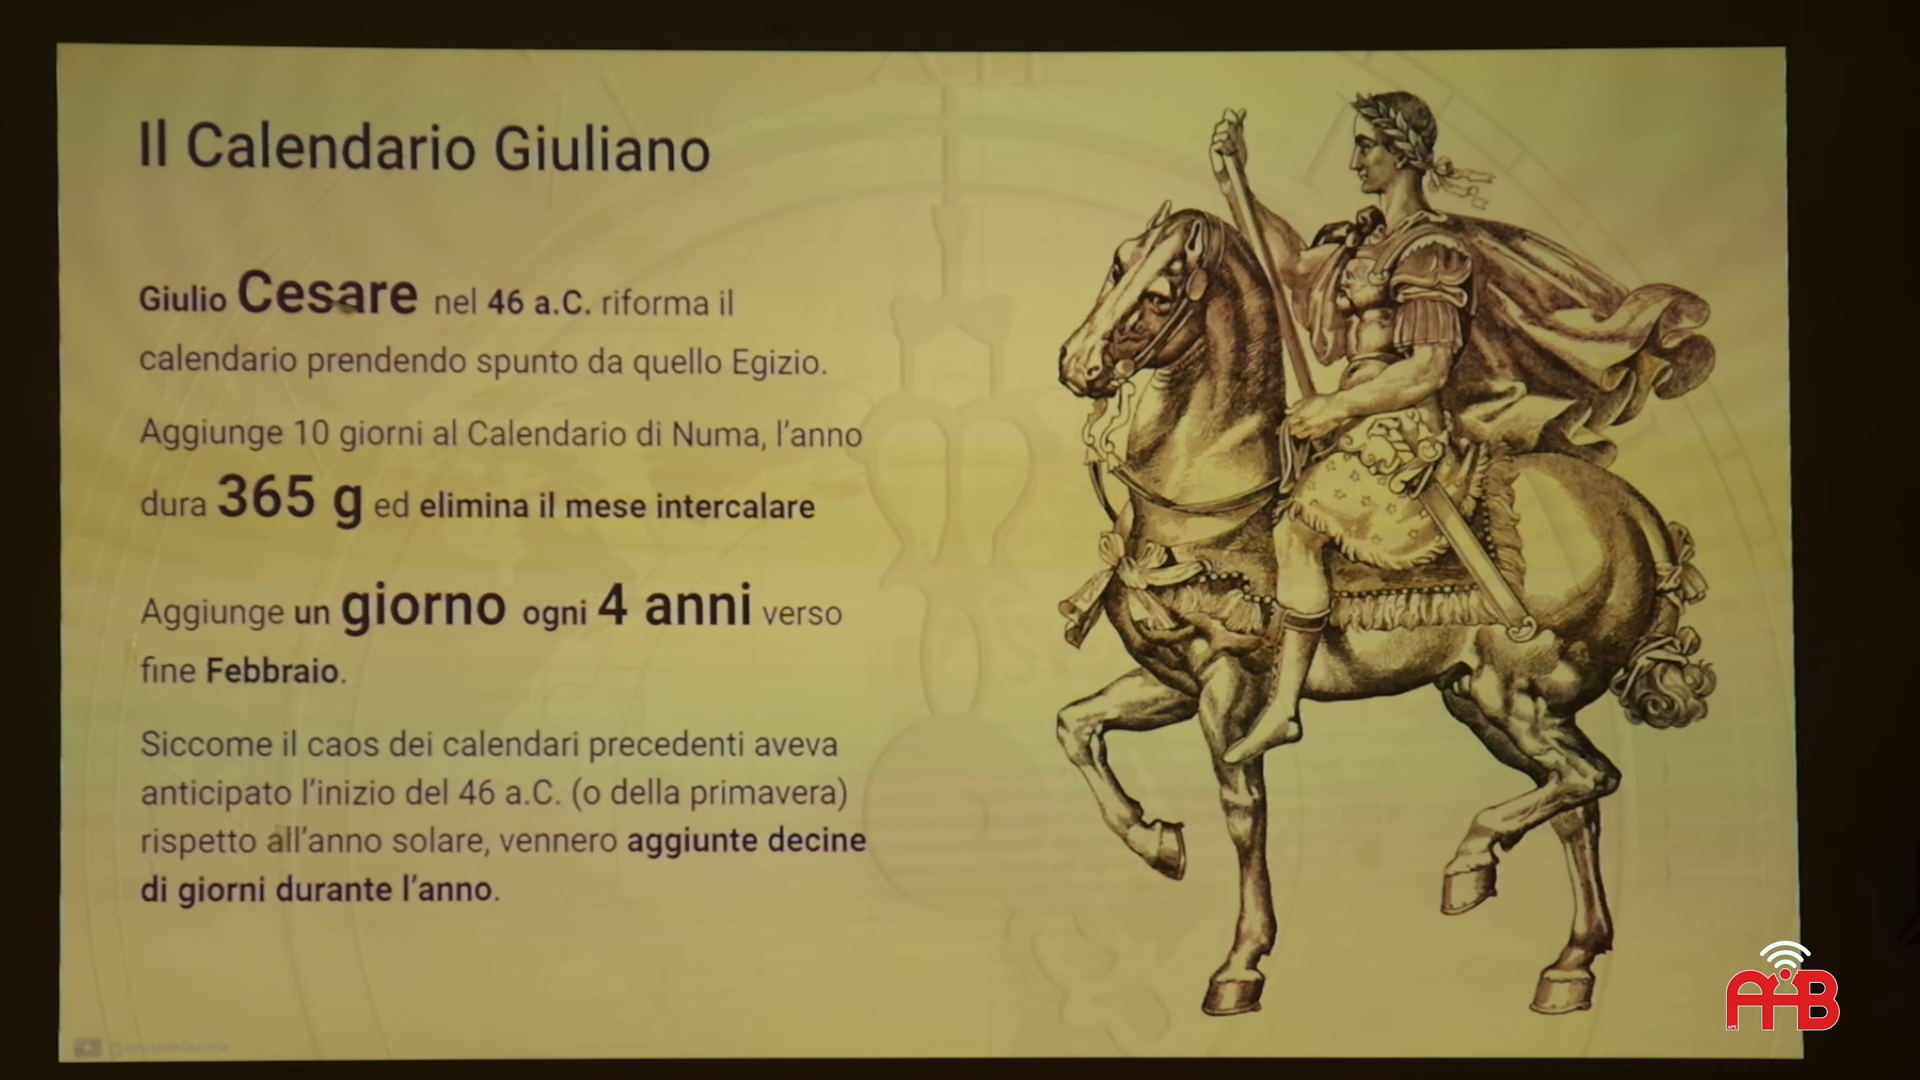 Il Calendario Giuliano
Giulio Cesare nel 46 a.C. riforma il
calendario prendendo spunto da quello Egizio.
Aggiunge 10 giorni al Calendario di Numa, l'anno
dura 365 g ed elimina il mese intercalare
Aggiunge un giorno ogni 4 anni verso
fine Febbraio.
Siccome il caos dei calendari precedenti aveva
anticipato l'inizio del 46 a.C. (o della primavera)
rispetto all'anno solare, vennero aggiunte decine
di giorni durante l'anno.
AAB
APS